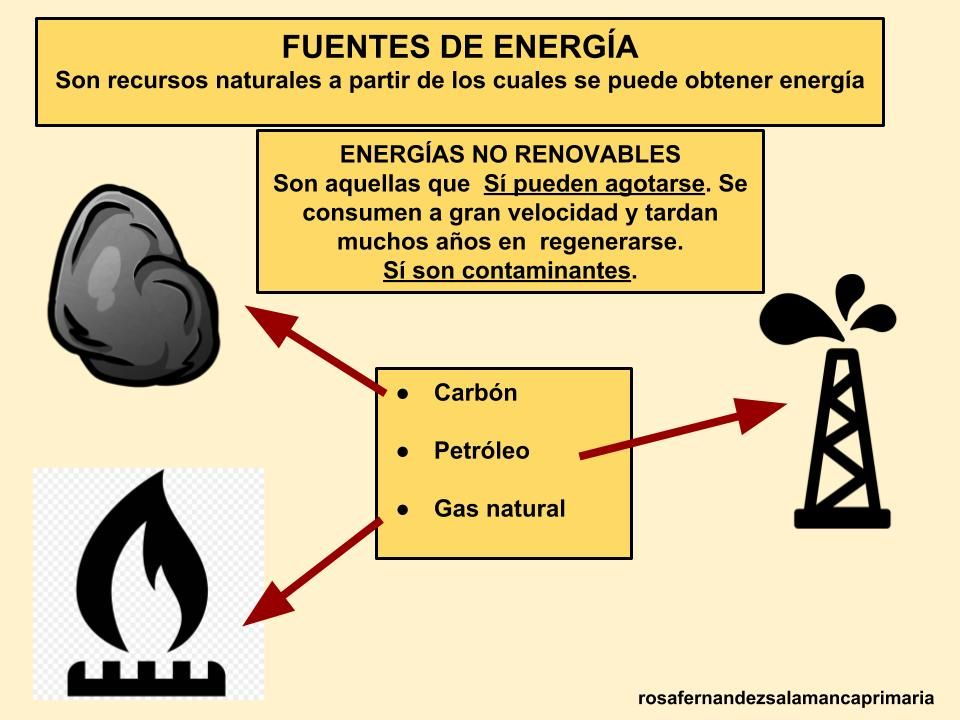 FUENTES DE ENERGÍA
Son recursos naturales a partir de los cuales se puede obtener energía
ENERGÍAS NO RENOVABLES
Son aquellas que Sí pueden agotarse. Se
consumen a gran velocidad y tardan
muchos años en regenerarse.
Sí son contaminantes.
● Carbón
● Petróleo
● Gas natural
rosafernandezsalamancaprimaria